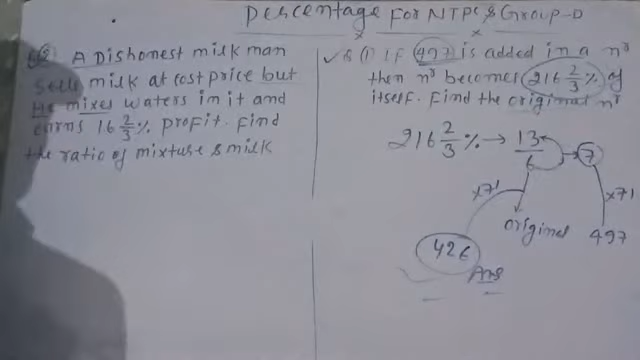 Percentage For NTPC & Group-D
Q2 A Dishonest milk man
Sells milk at cost price but
He mixes waters in it and
earns 16 2/3 % profit. Find
the ratio of mixture & milk
Q (1) If 497 is added in a nº
then nº becomes 216 2/3 % of
itself. Find the original nº
216 2/3 % → 13/6 → 7
×71 ×71
original 497
426
Ans